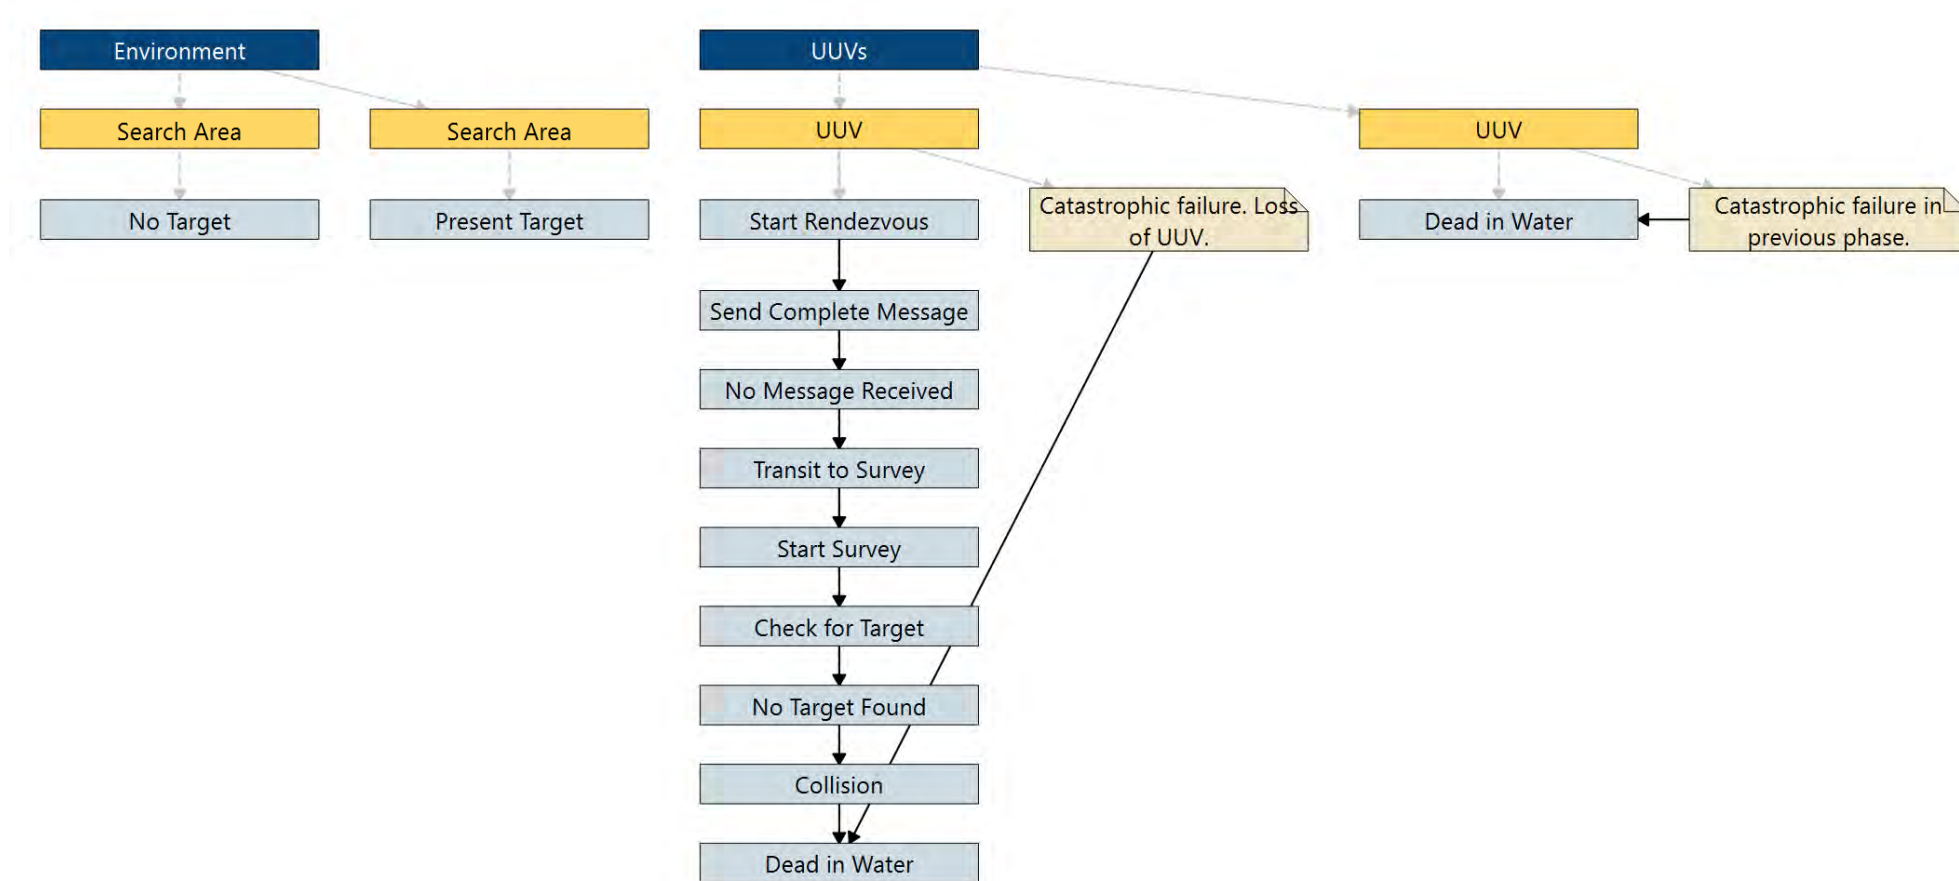 Environment
UUVs
Search Area
Search Area
UUV
UUV
No Target
Present Target
Start Rendezvous
Catastrophic failure. Loss
of UUV.
Dead in Water
Catastrophic failure in
previous phase.
Send Complete Message
No Message Received
Transit to Survey
Start Survey
Check for Target
No Target Found
Collision
Dead in Water